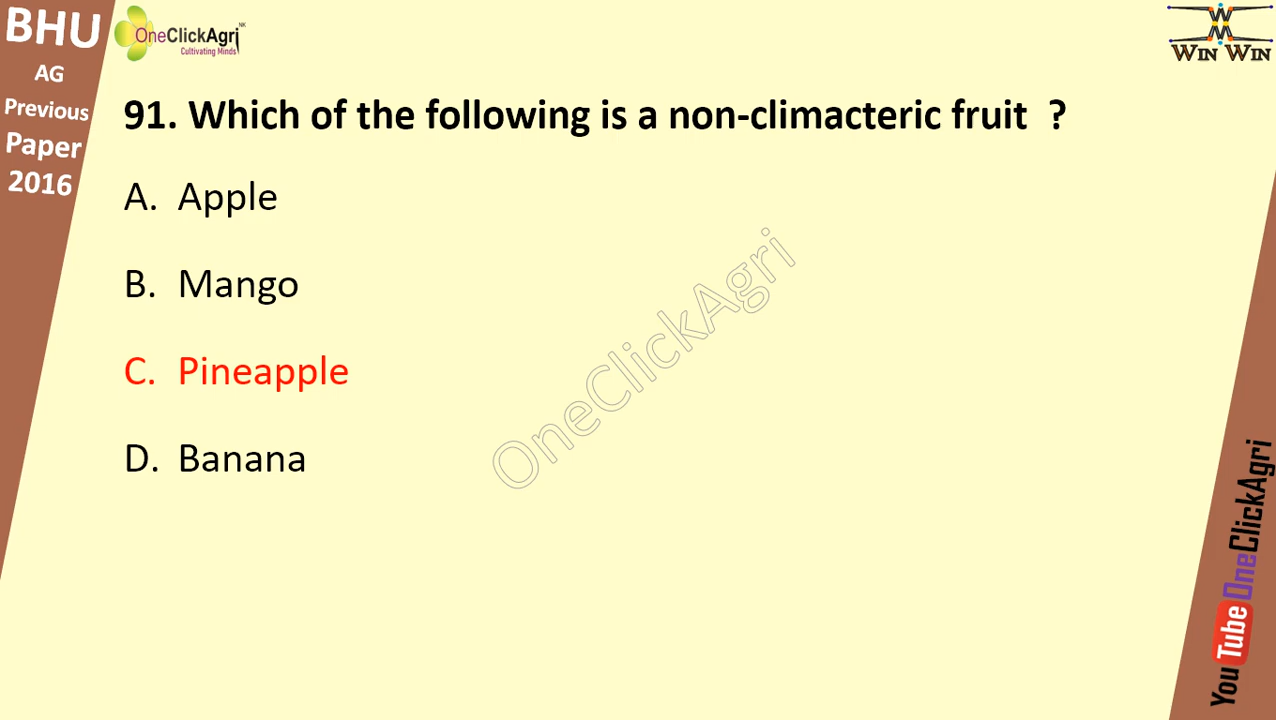 BHU
AG
Previous
Paper
2016
OneClickAgri NK
Cultivating Minds
WIN WIN
91. Which of the following is a non-climacteric fruit ?
A. Apple
B. Mango
C. Pineapple
D. Banana
OneClickAgri
YouTube OneClickAgri